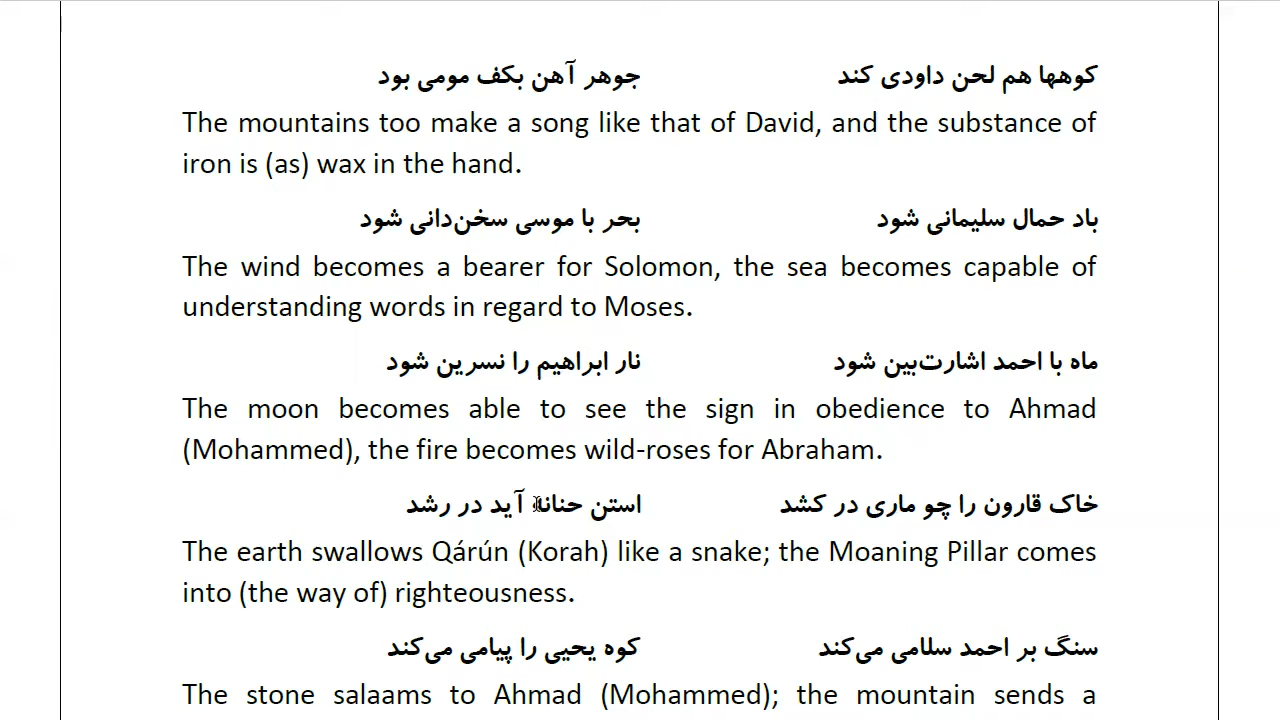 کوهها هم لحن داودی کند جوهر آهن بکف مومی بود
The mountains too make a song like that of David, and the substance of
iron is (as) wax in the hand.
باد حمال سلیمانی شود بحر با موسی سخن‌دانی شود
The wind becomes a bearer for Solomon, the sea becomes capable of
understanding words in regard to Moses.
ماه با احمد اشارت‌بین شود نار ابراهیم را نسرین شود
The moon becomes able to see the sign in obedience to Ahmad
(Mohammed), the fire becomes wild-roses for Abraham.
خاک قارون را چو ماری در کشد استن حنانه آید در رشد
The earth swallows Qárún (Korah) like a snake; the Moaning Pillar comes
into (the way of) righteousness.
سنگ بر احمد سلامی می‌کند کوه یحیی را پیامی می‌کند
The stone salaams to Ahmad (Mohammed); the mountain sends a